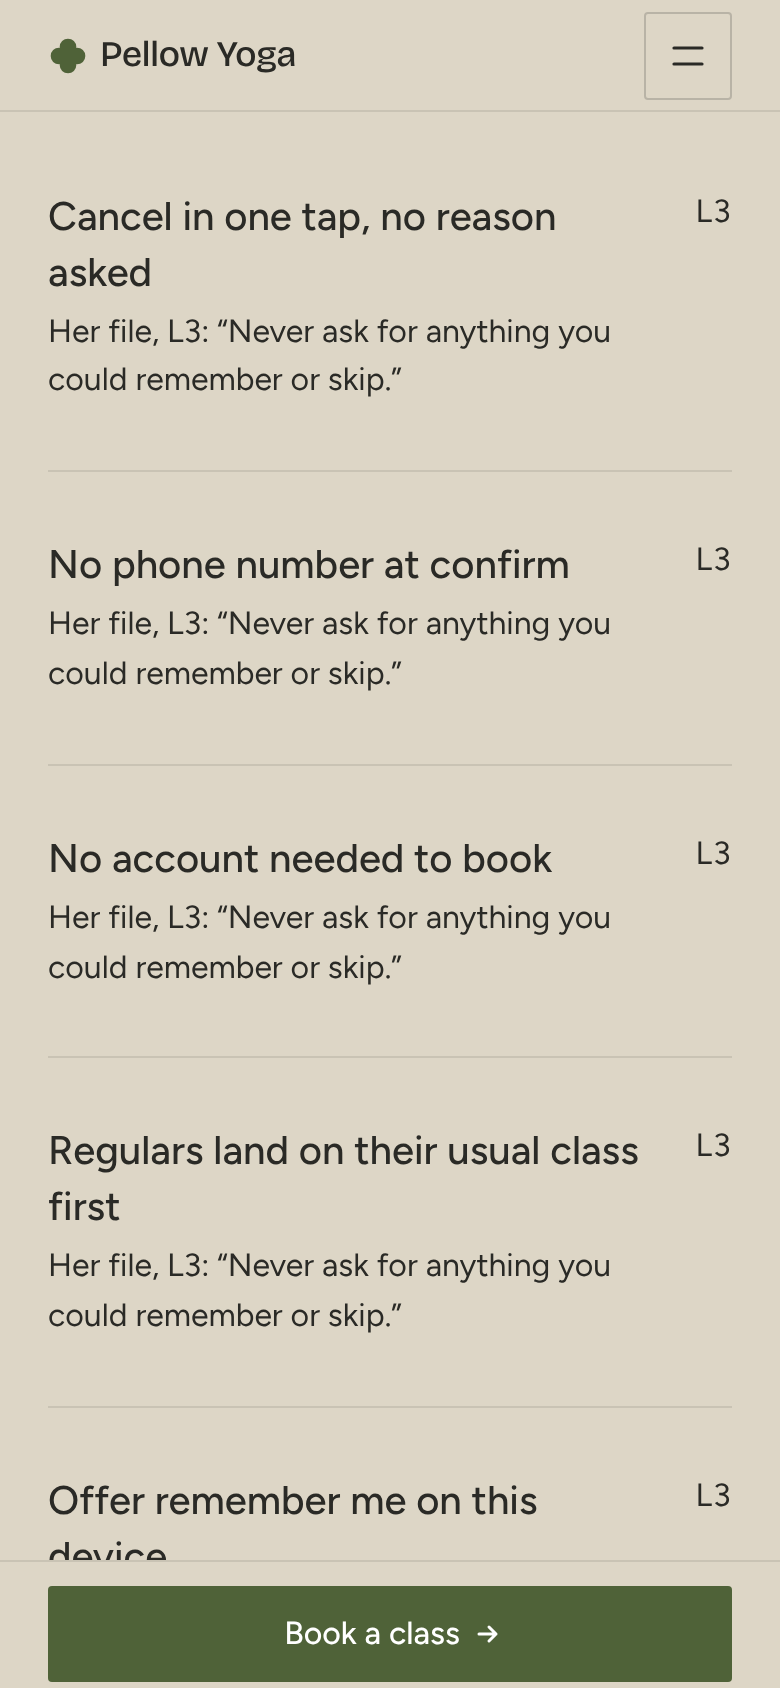 Pellow Yoga
Cancel in one tap, no reason
asked
L3
Her file, L3: “Never ask for anything you
could remember or skip.”
No phone number at confirm
L3
Her file, L3: “Never ask for anything you
could remember or skip.”
No account needed to book
L3
Her file, L3: “Never ask for anything you
could remember or skip.”
Regulars land on their usual class
first
L3
Her file, L3: “Never ask for anything you
could remember or skip.”
Offer remember me on this
device
L3
Book a class →